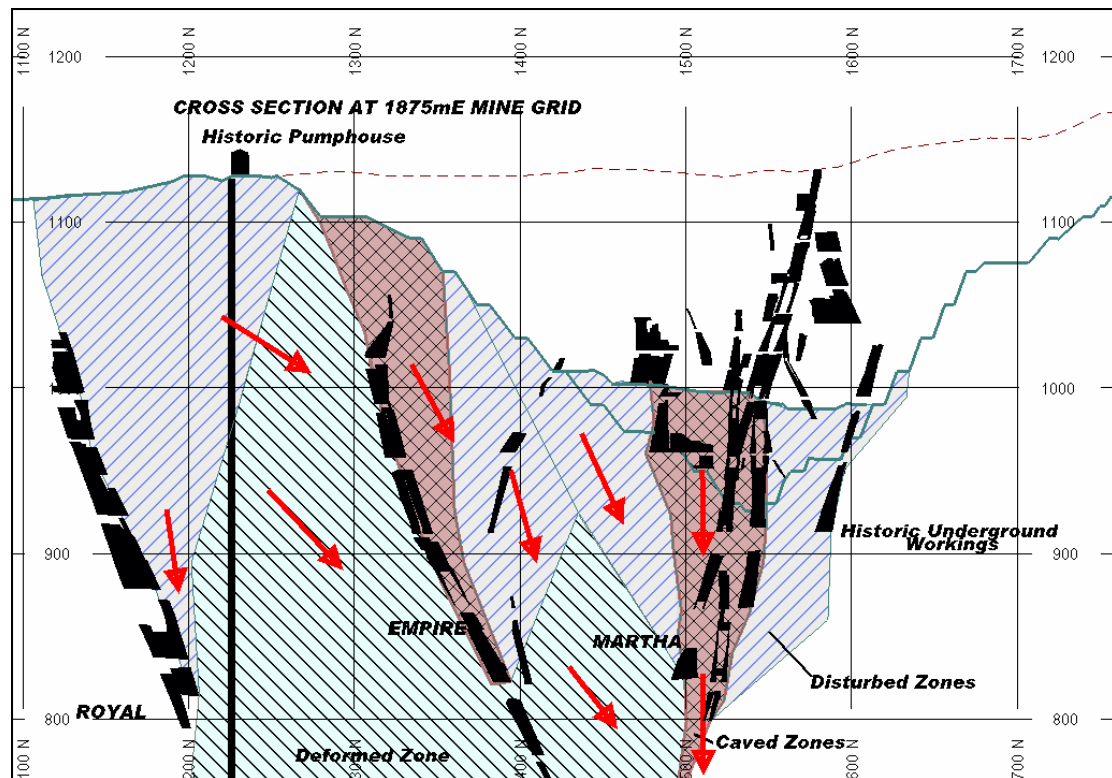 1100 N
1200 N
1300 N
1400 N
1500 N
1600 N
1700 N
1200
1200
CROSS SECTION AT 1875mE MINE GRID
Historic Pumphouse
1100
1100
1000
1000
Historic Underground
Workings
900
900
EMPIRE
MARTHA
Disturbed Zones
ROYAL
800
800
Caved Zones
Deformed Zone
1100 N
1200 N
1300 N
1400 N
1500 N
1600 N
1700 N